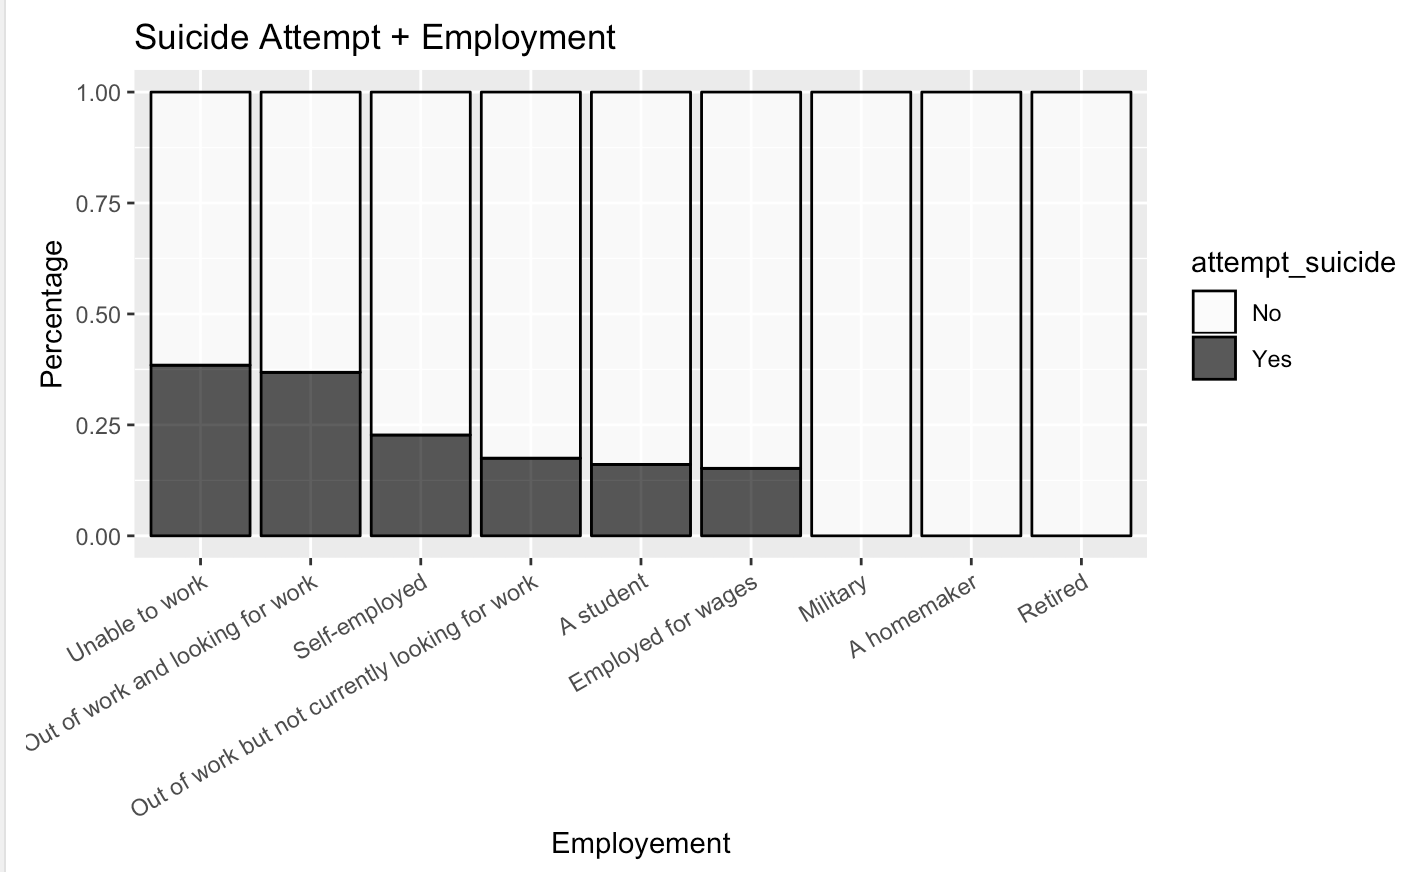 Suicide Attempt + Employment
1.00
0.75
0.50
0.25
0.00
Percentage
Unable to work
Out of work and looking for work
Self-employed
Out of work but not currently looking for work
A student
Employed for wages
Military
A homemaker
Retired
Employement
attempt_suicide
No
Yes